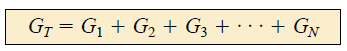 G_T = G_1 + G_2 + G_3 + · · · + G_N